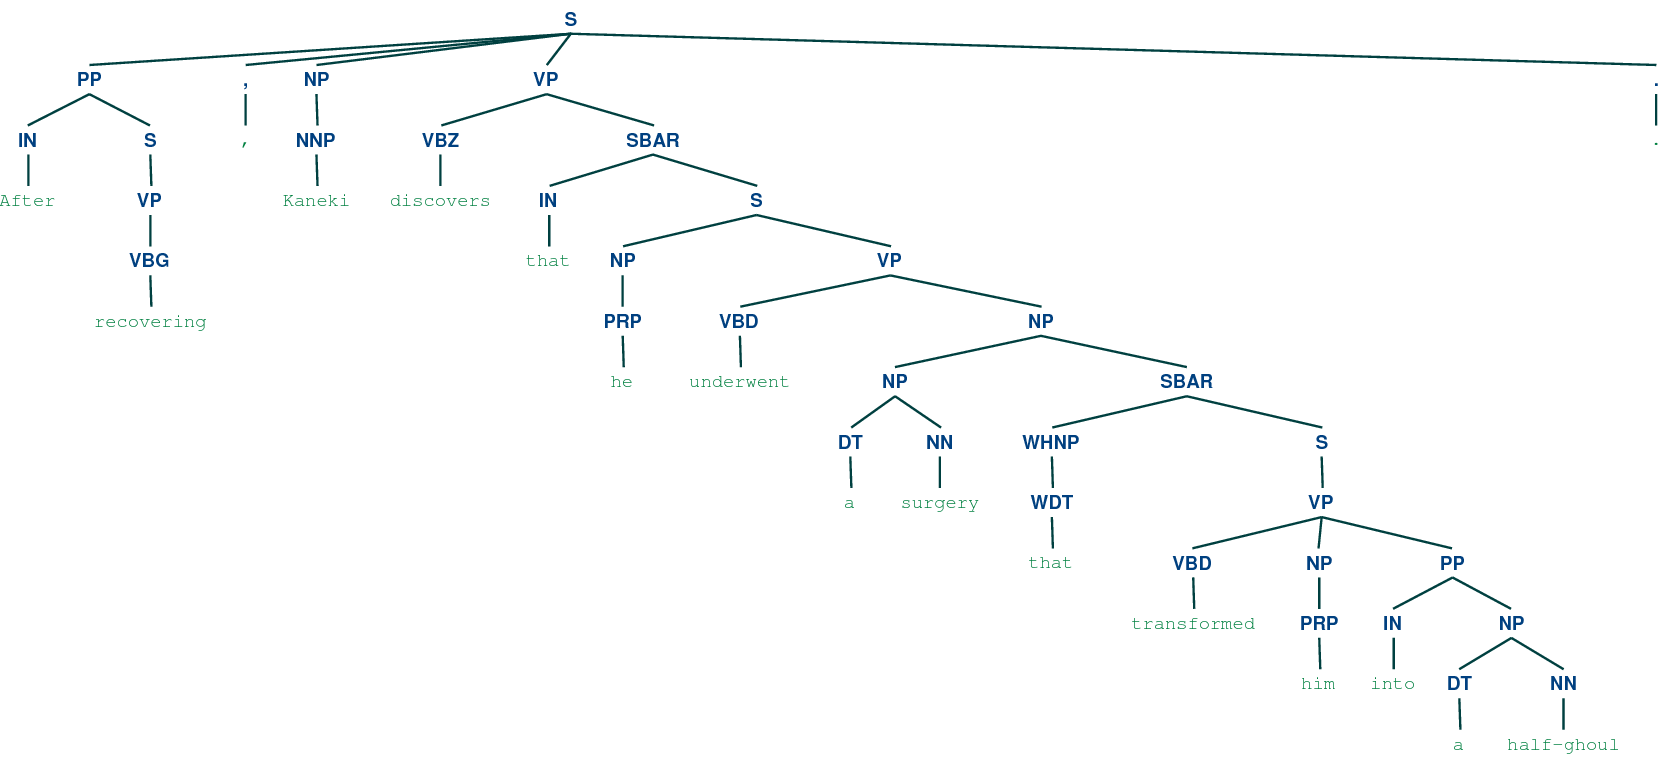 S
PP , NP VP .
IN S , NNP VBZ SBAR .
After VP Kaneki discovers IN S
VBG that NP VP
recovering PRP VBD NP
he underwent NP SBAR
DT NN WHNP S
a surgery WDT VP
that VBD NP PP
transformed PRP IN NP
him into DT NN
a half-ghoul